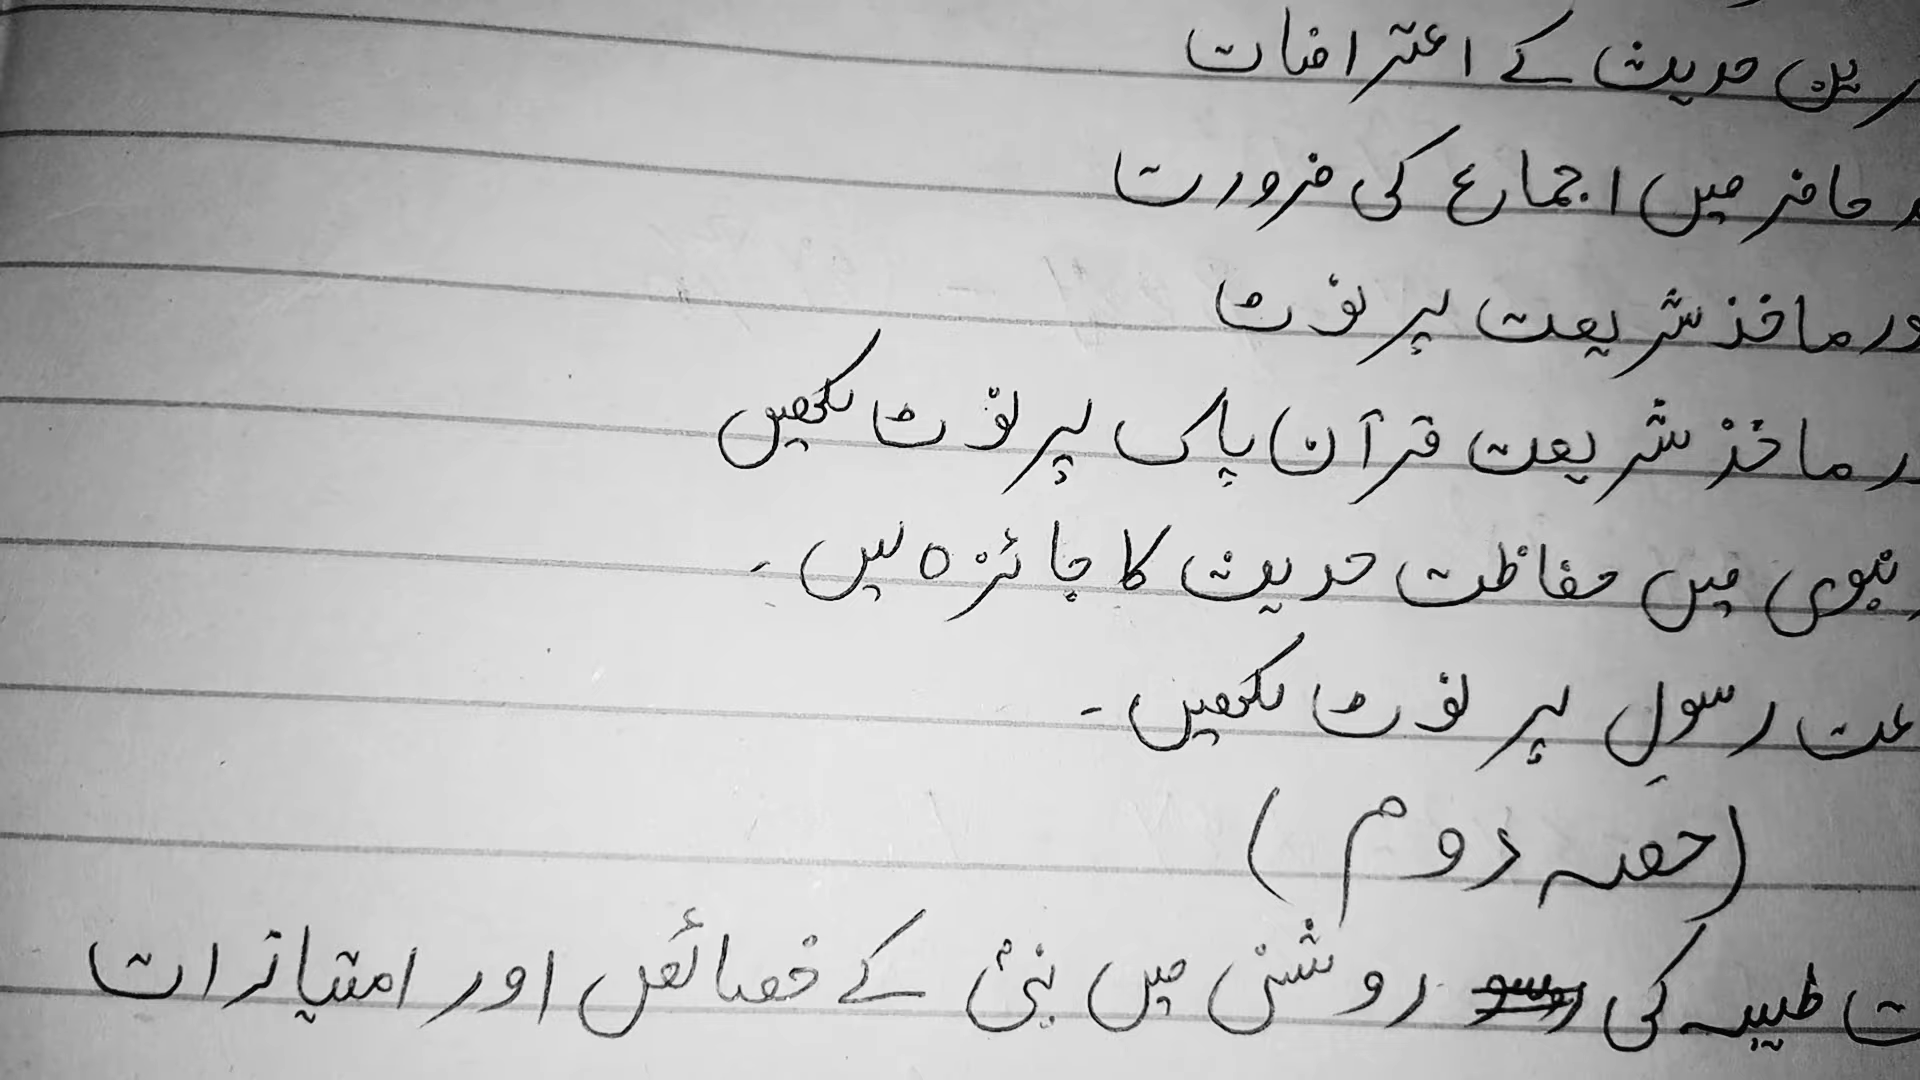 حدیث کے اعتراضات
حاضر میں اجماع کی ضرورت
ماخذ شریعت پر نوٹ
ماخذ شریعت قرآن پاک پر نوٹ لکھیں
نبوی میں حفاظت حدیث کا جائزہ لیں ۔
رسول پر نوٹ لکھیں ۔
(حصہ دوم)
طیبہ کی روشنی میں نبیؐ کے خصائص اور امتیازات